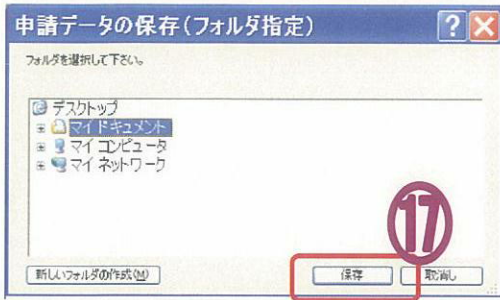 申請データの保存(フォルダ指定)
フォルダを選択して下さい。
デスクトップ
マイ ドキュメント
マイ コンピュータ
マイ ネットワーク
⑰
新しいフォルダの作成(M)
保存
取消し